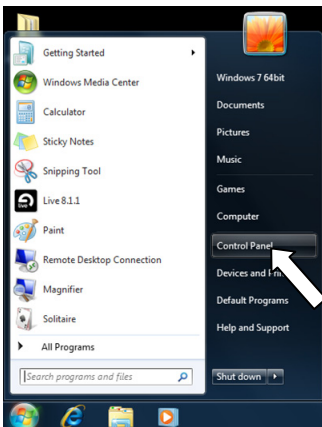 Getting Started
Windows Media Center
Calculator
Sticky Notes
Snipping Tool
Live 8.1.1
Paint
Remote Desktop Connection
Magnifier
Solitaire
All Programs
Search programs and files
Windows 7 64bit
Documents
Pictures
Music
Games
Computer
Control Panel
Devices and
Default Programs
Help and Support
Shut down